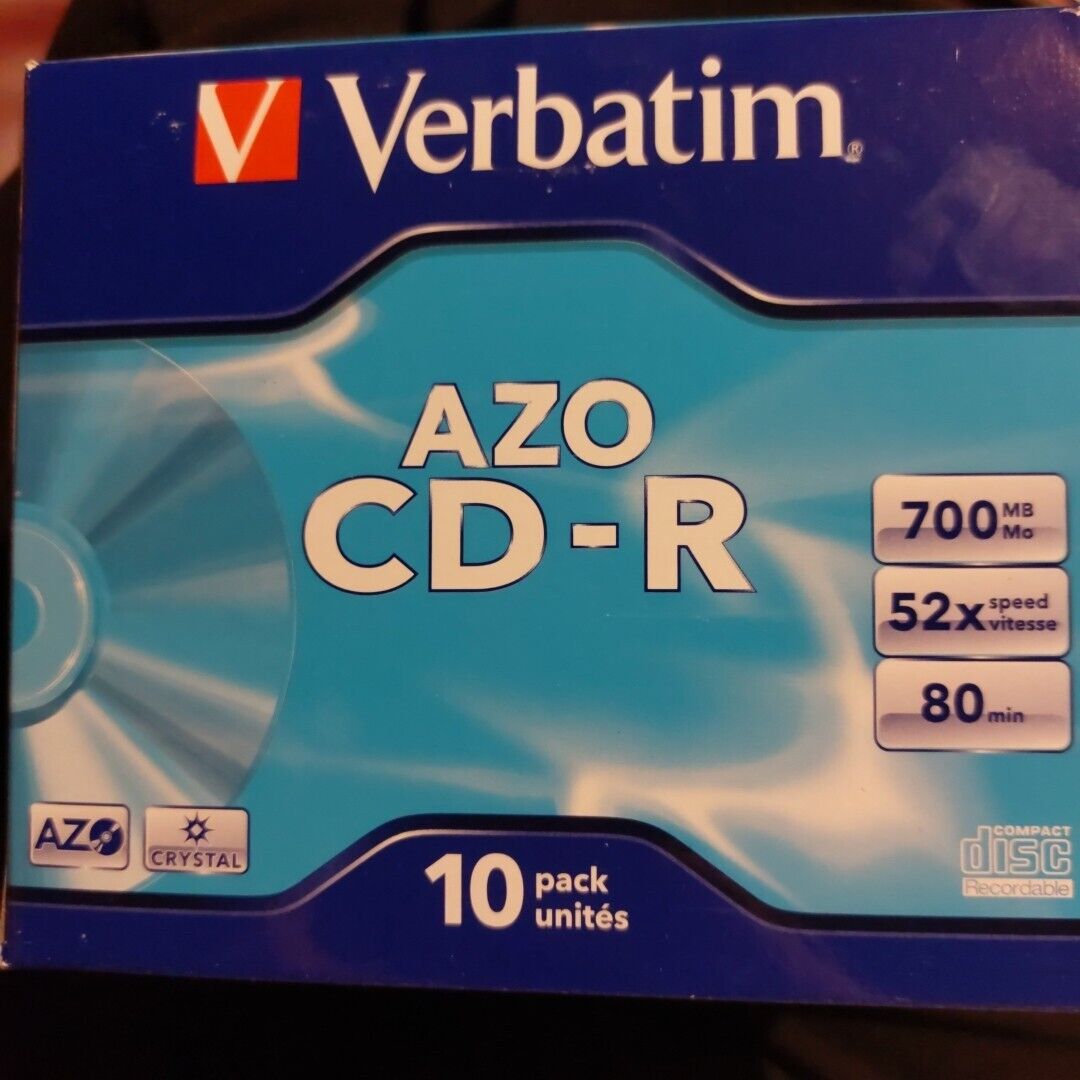 V Verbatim®
AZO
CD-R
700 MB
Mo
52x speed
vitesse
80 min
AZO
CRYSTAL
10 pack
unités
COMPACT
disc
Recordable